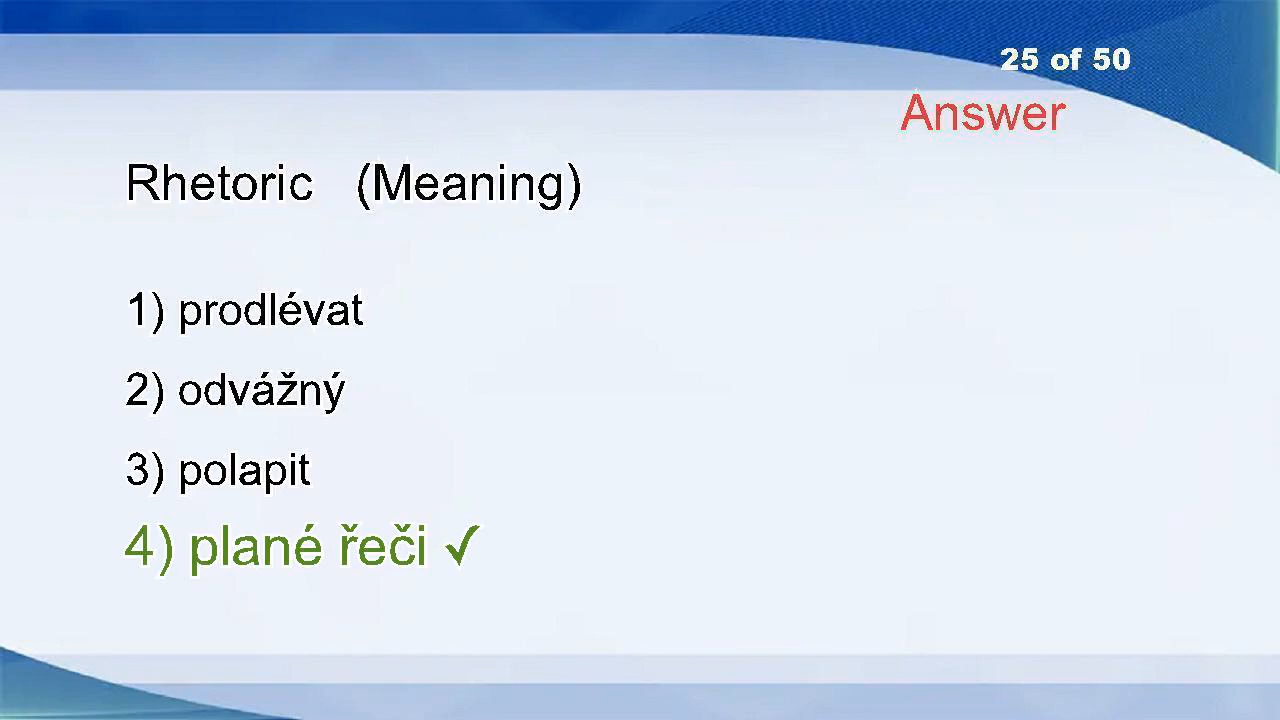 25 of 50
Answer
Rhetoric (Meaning)
1) prodlévat
2) odvážný
3) polapit
4) plané řeči ✓